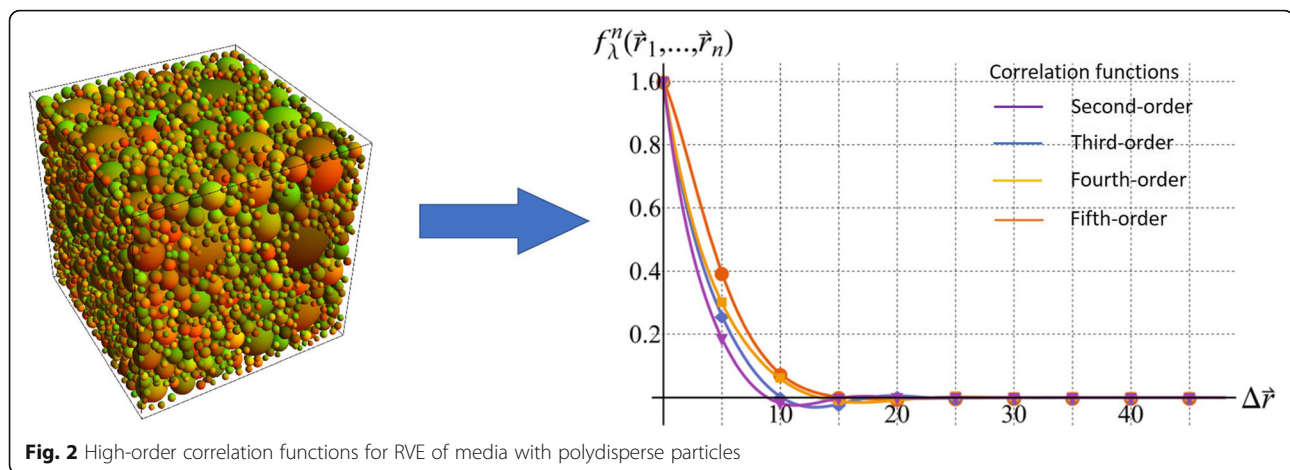 f_λ^n(r⃗_1,...,r⃗_n)
Correlation functions
1.0
Second-order
0.8
Third-order
0.6
Fourth-order
Fifth-order
0.4
0.2
10
20
30
40
Δr⃗
Fig. 2 High-order correlation functions for RVE of media with polydisperse particles